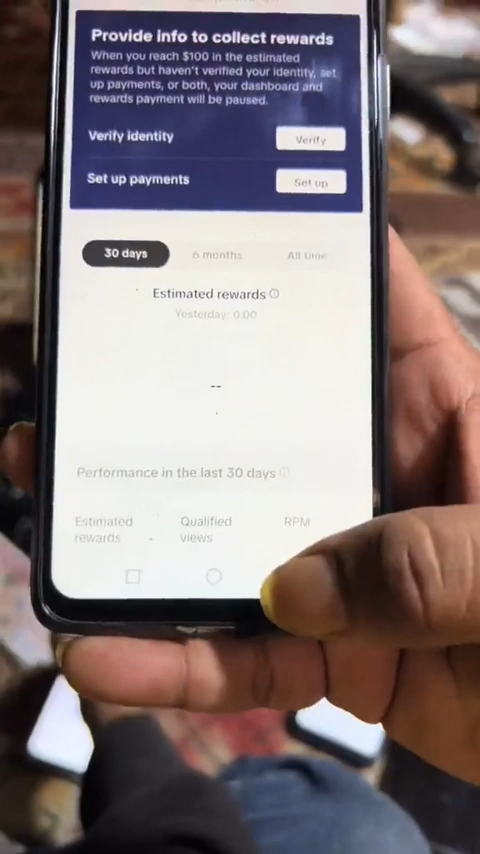 Provide info to collect rewards
When you reach $100 in the estimated
rewards but haven't verified your identity, set
up payments, or both, your dashboard and
rewards payment will be paused.
Verify identity
Verify
Set up payments
Set up
30 days
6 months
All time
Estimated rewards
Yesterday: 0.00
--
Performance in the last 30 days
Estimated
rewards
Qualified
views
RPM